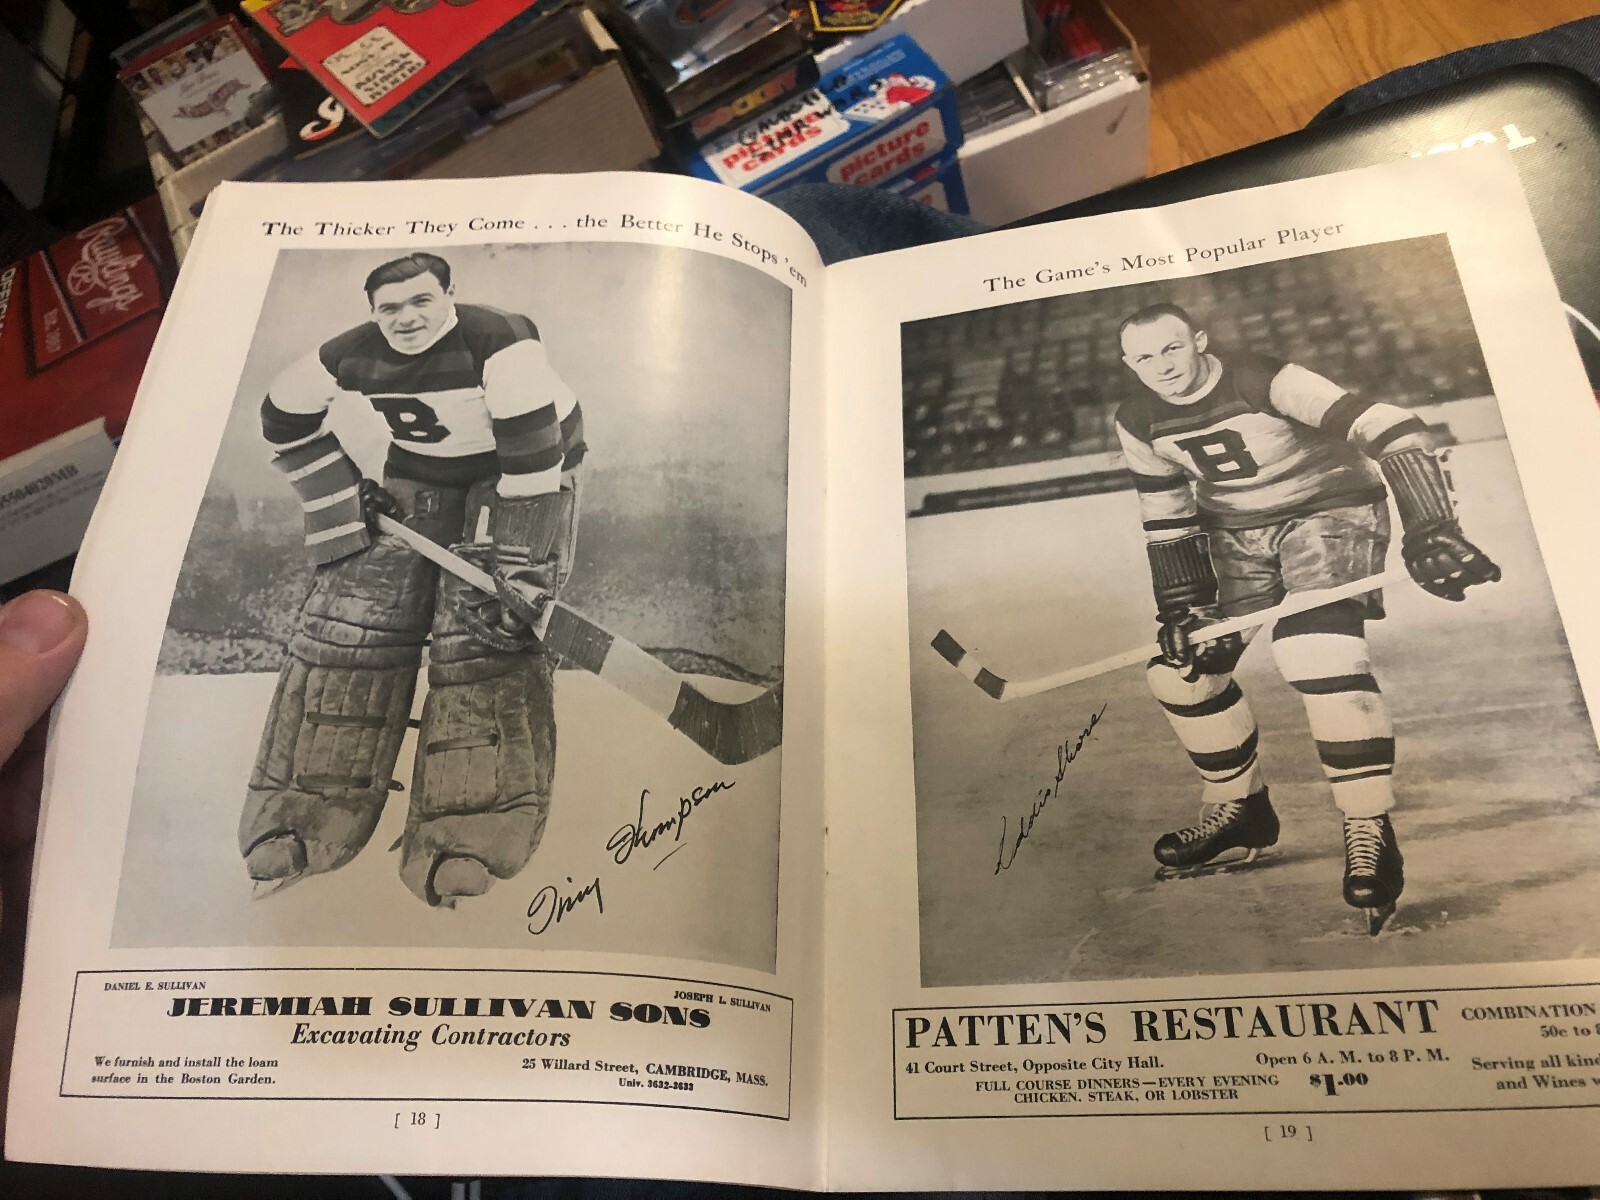 picture
cards
picture
cards
HOCKEY
Rawlings
55504020MB
The Thicker They Come . . . the Better He Stops 'em
B
Tiny Thompson
DANIEL E. SULLIVAN
JOSEPH L. SULLIVAN
JEREMIAH SULLIVAN SONS
Excavating Contractors
We furnish and install the loam
surface in the Boston Garden.
25 Willard Street, CAMBRIDGE, MASS.
Univ. 3632-3633
[ 18 ]
The Game's Most Popular Player
B
Eddie Shore
PATTEN'S RESTAURANT
41 Court Street, Opposite City Hall.
Open 6 A. M. to 8 P. M.
FULL COURSE DINNERS—EVERY EVENING
CHICKEN, STEAK, OR LOBSTER
$1.00
COMBINATION
50c to
Serving all kind
and Wines
[ 19 ]